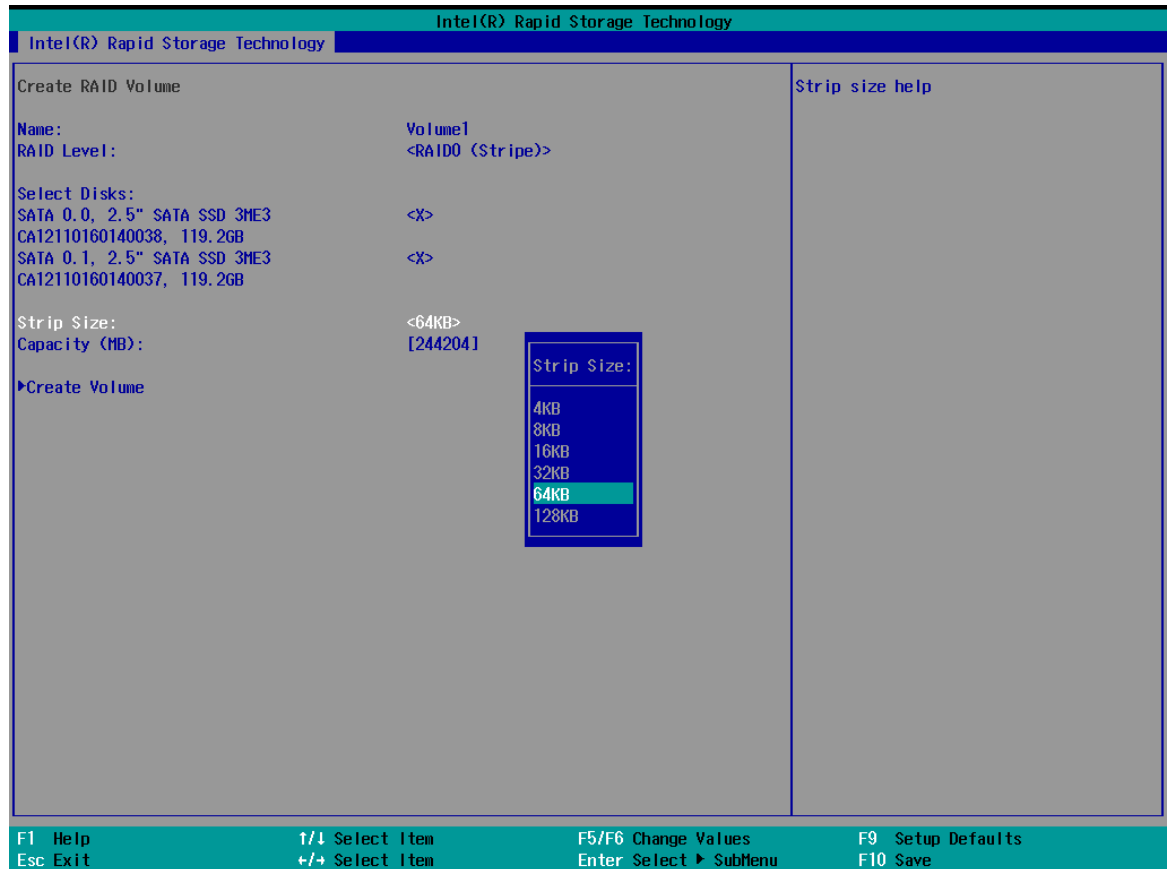 Intel(R) Rapid Storage Technology
Intel(R) Rapid Storage Technology
Create RAID Volume
Strip size help
Name: Volume1
RAID Level: <RAID0 (Stripe)>
Select Disks:
SATA 0.0, 2.5" SATA SSD 3ME3 <X>
CA12110160140038, 119.2GB
SATA 0.1, 2.5" SATA SSD 3ME3 <X>
CA12110160140037, 119.2GB
Strip Size: <64KB>
Capacity (MB): [244204]
▶Create Volume
Strip Size:
4KB
8KB
16KB
32KB
64KB
128KB
F1 Help ↑/↓ Select Item F5/F6 Change Values F9 Setup Defaults
Esc Exit ←/→ Select Item Enter Select ▶ SubMenu F10 Save